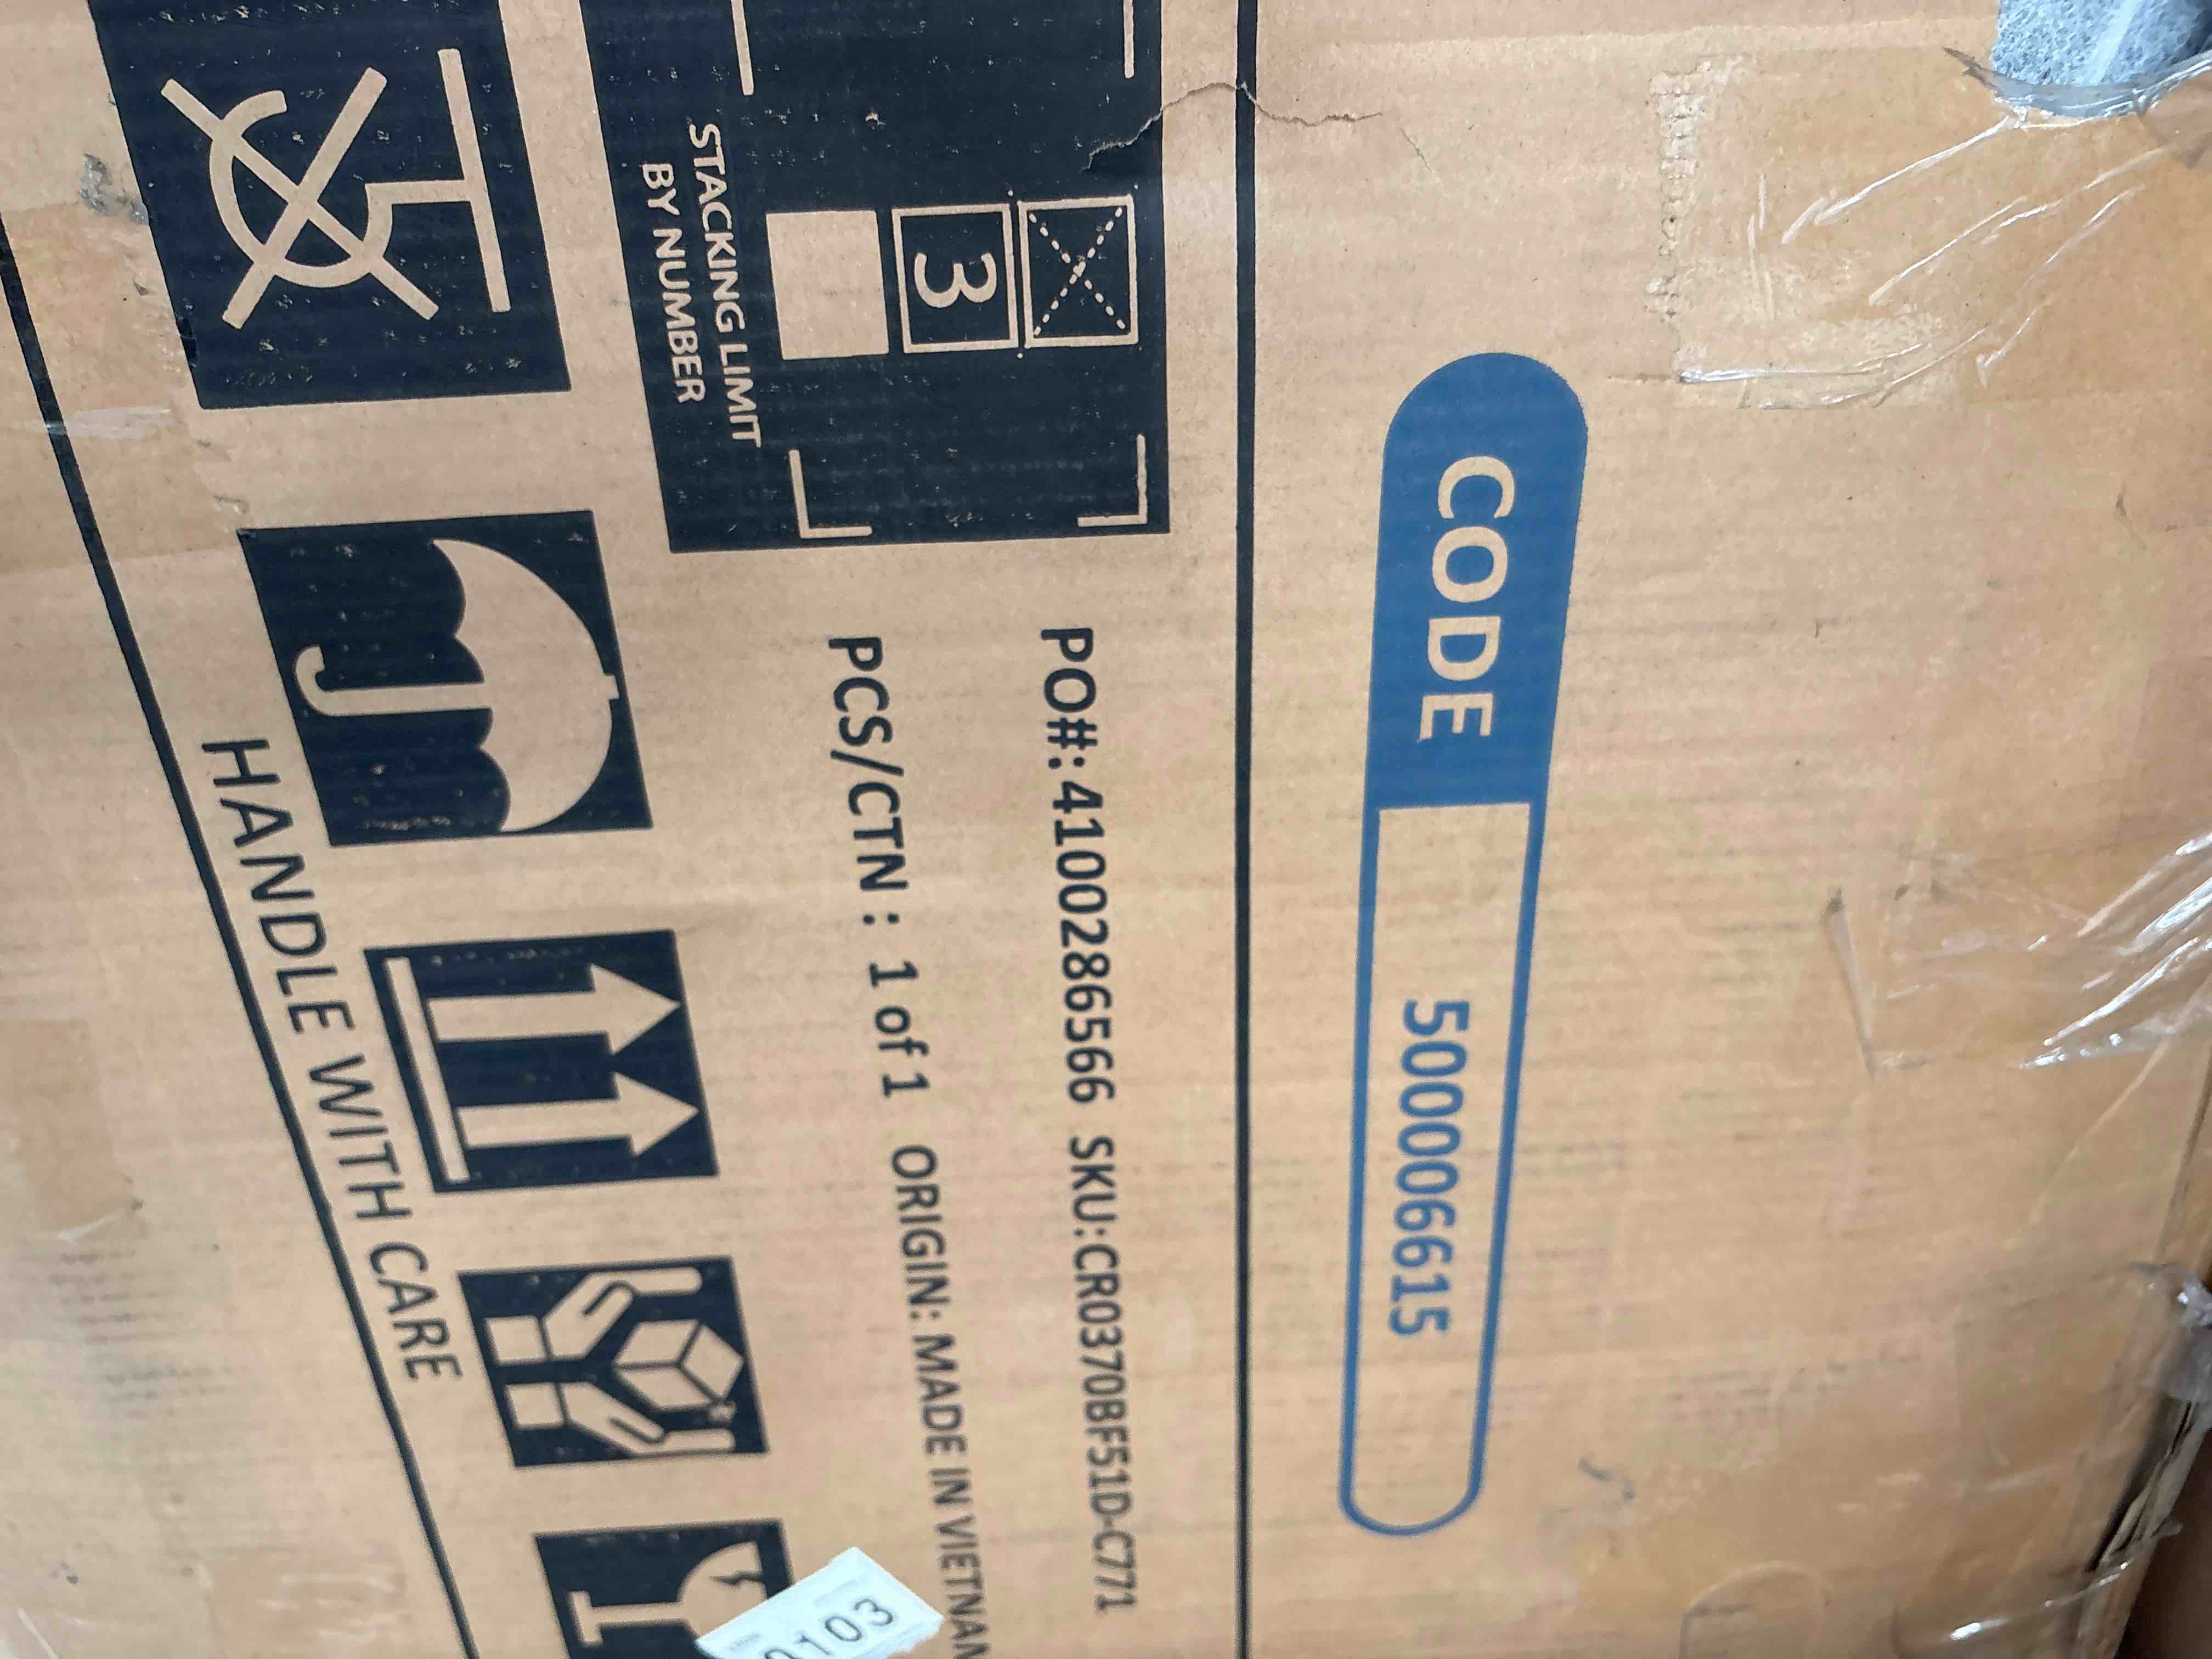 CODE 500006615
PO#: 4100286566 SKU:CR0370BF51D-C771
3
STACKING LIMIT
BY NUMBER
PCS/CTN : 1 of 1 ORIGIN: MADE IN VIETNAM
HANDLE WITH CARE
0103